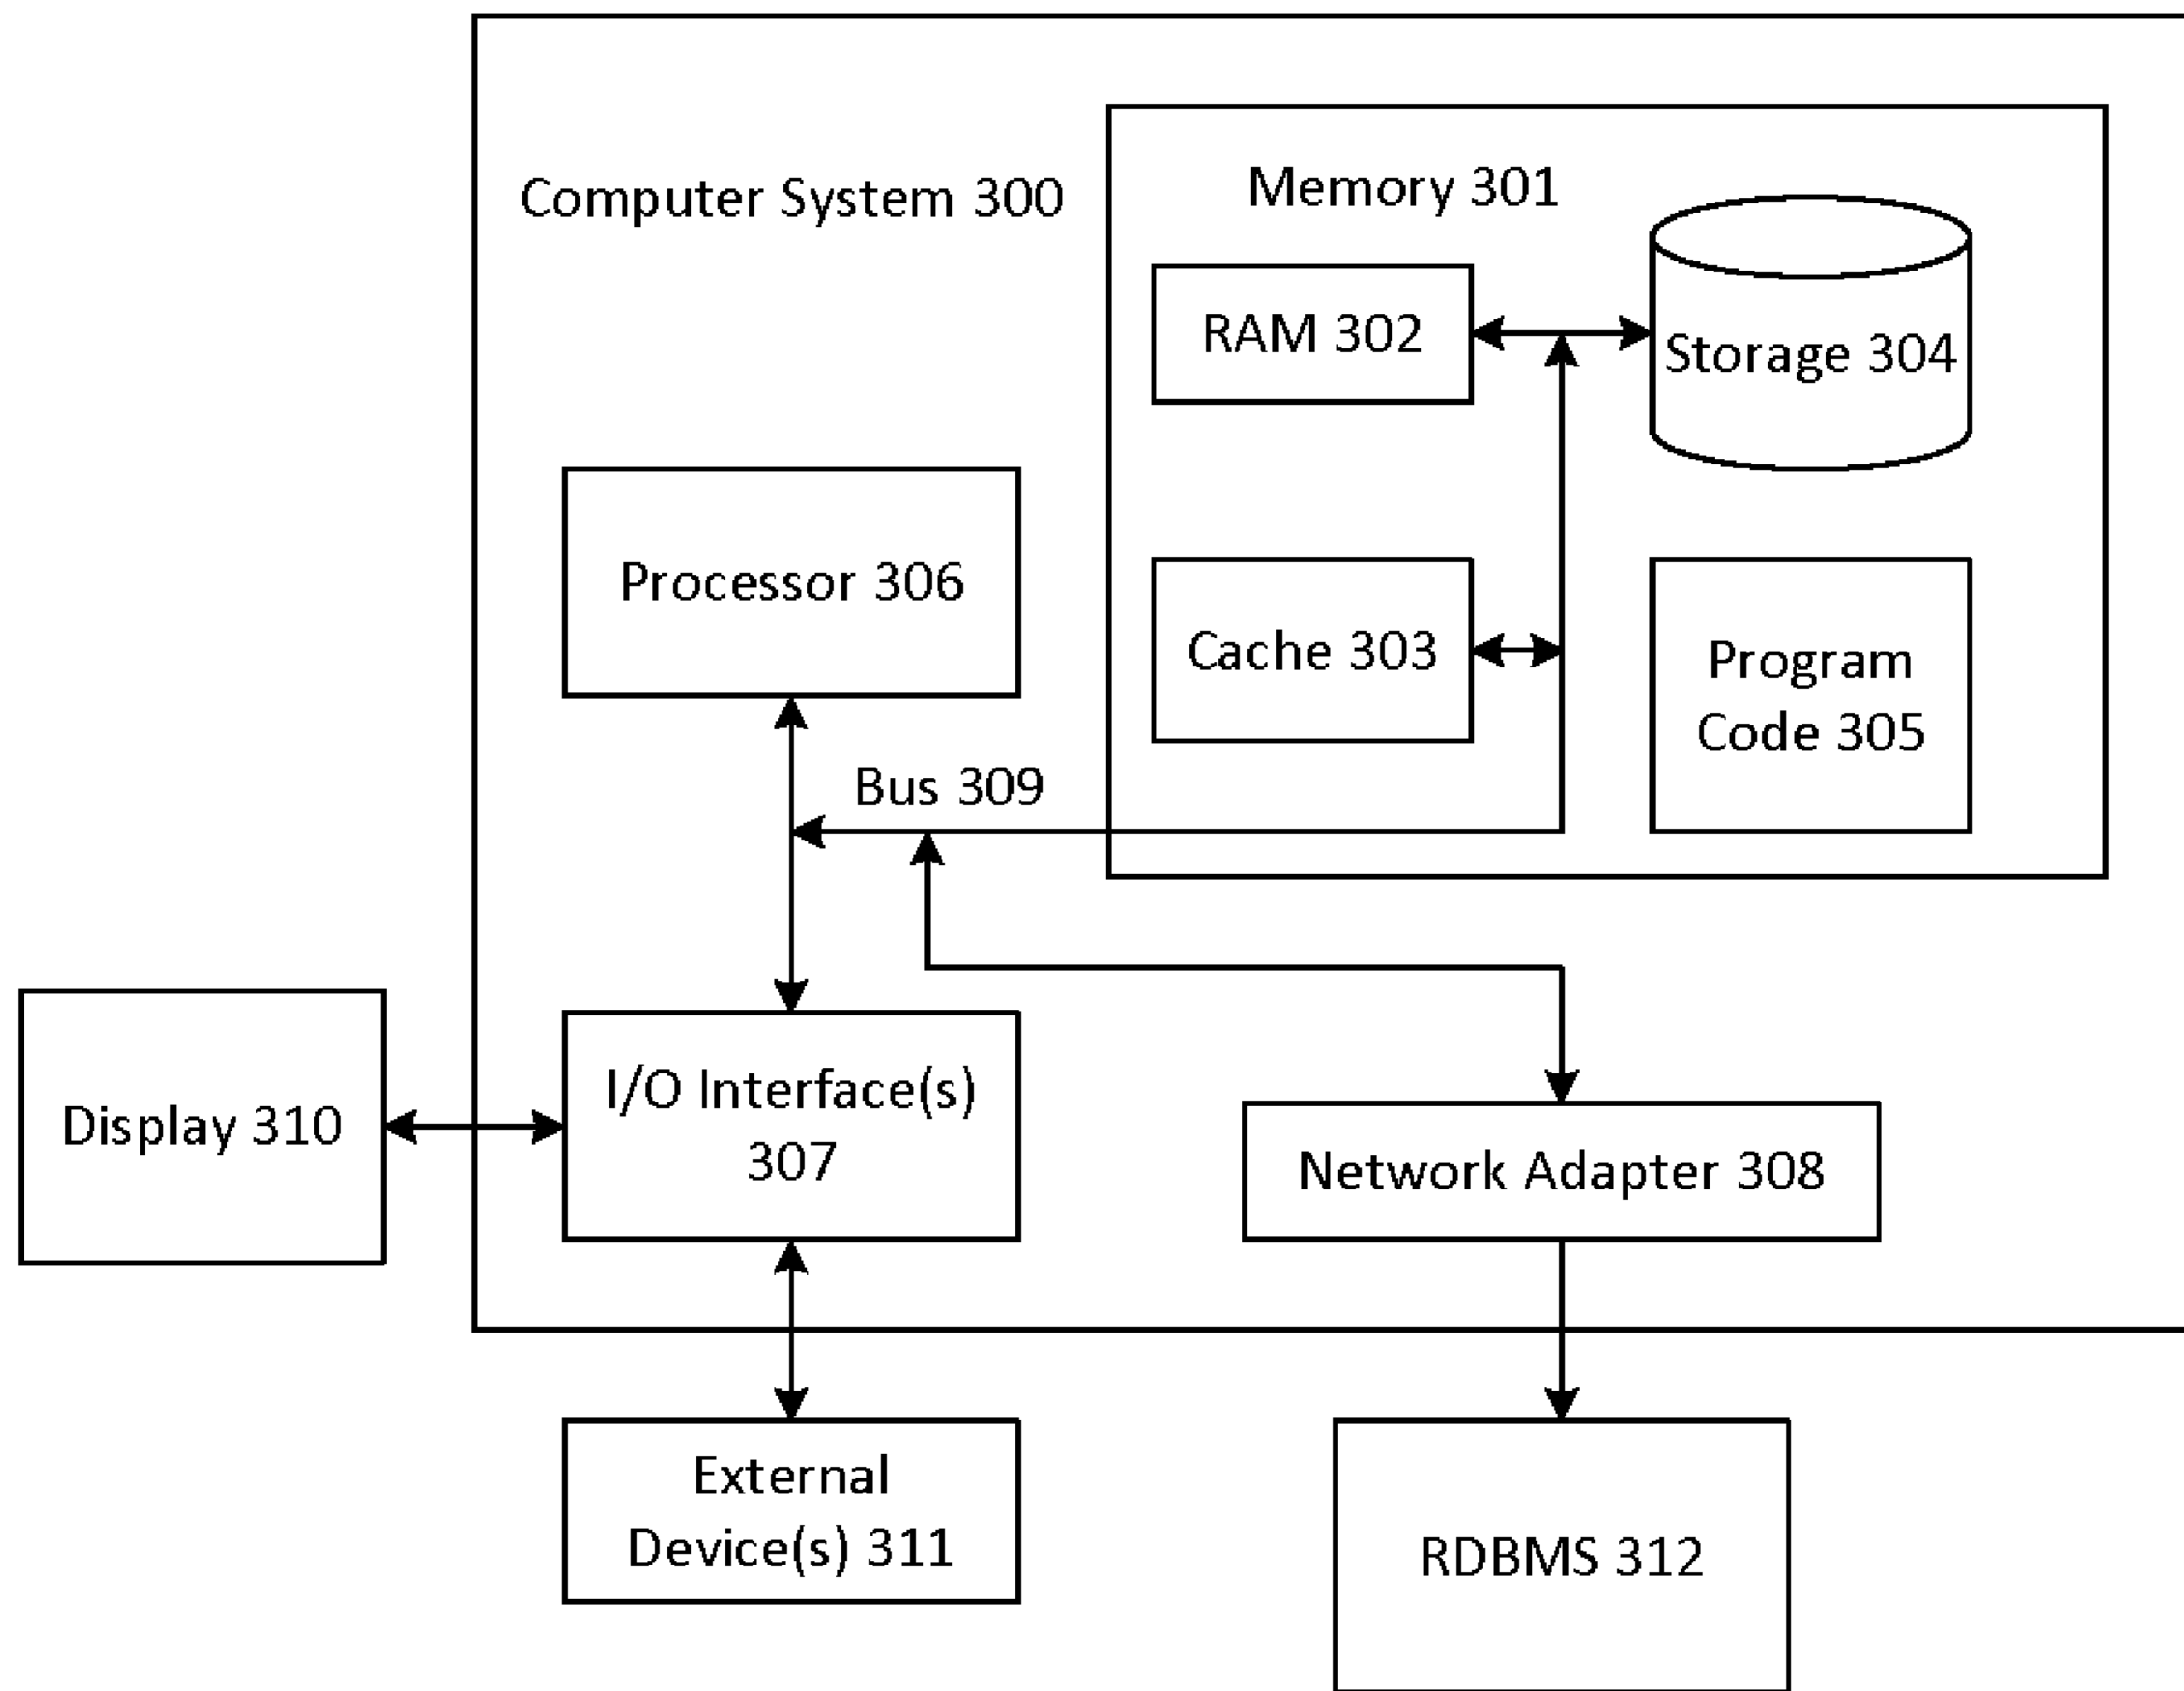 Computer System 300
Memory 301
RAM 302
Storage 304
Processor 306
Cache 303
Program
Code 305
Bus 309
Display 310
I/O Interface(s)
307
Network Adapter 308
External
Device(s) 311
RDBMS 312